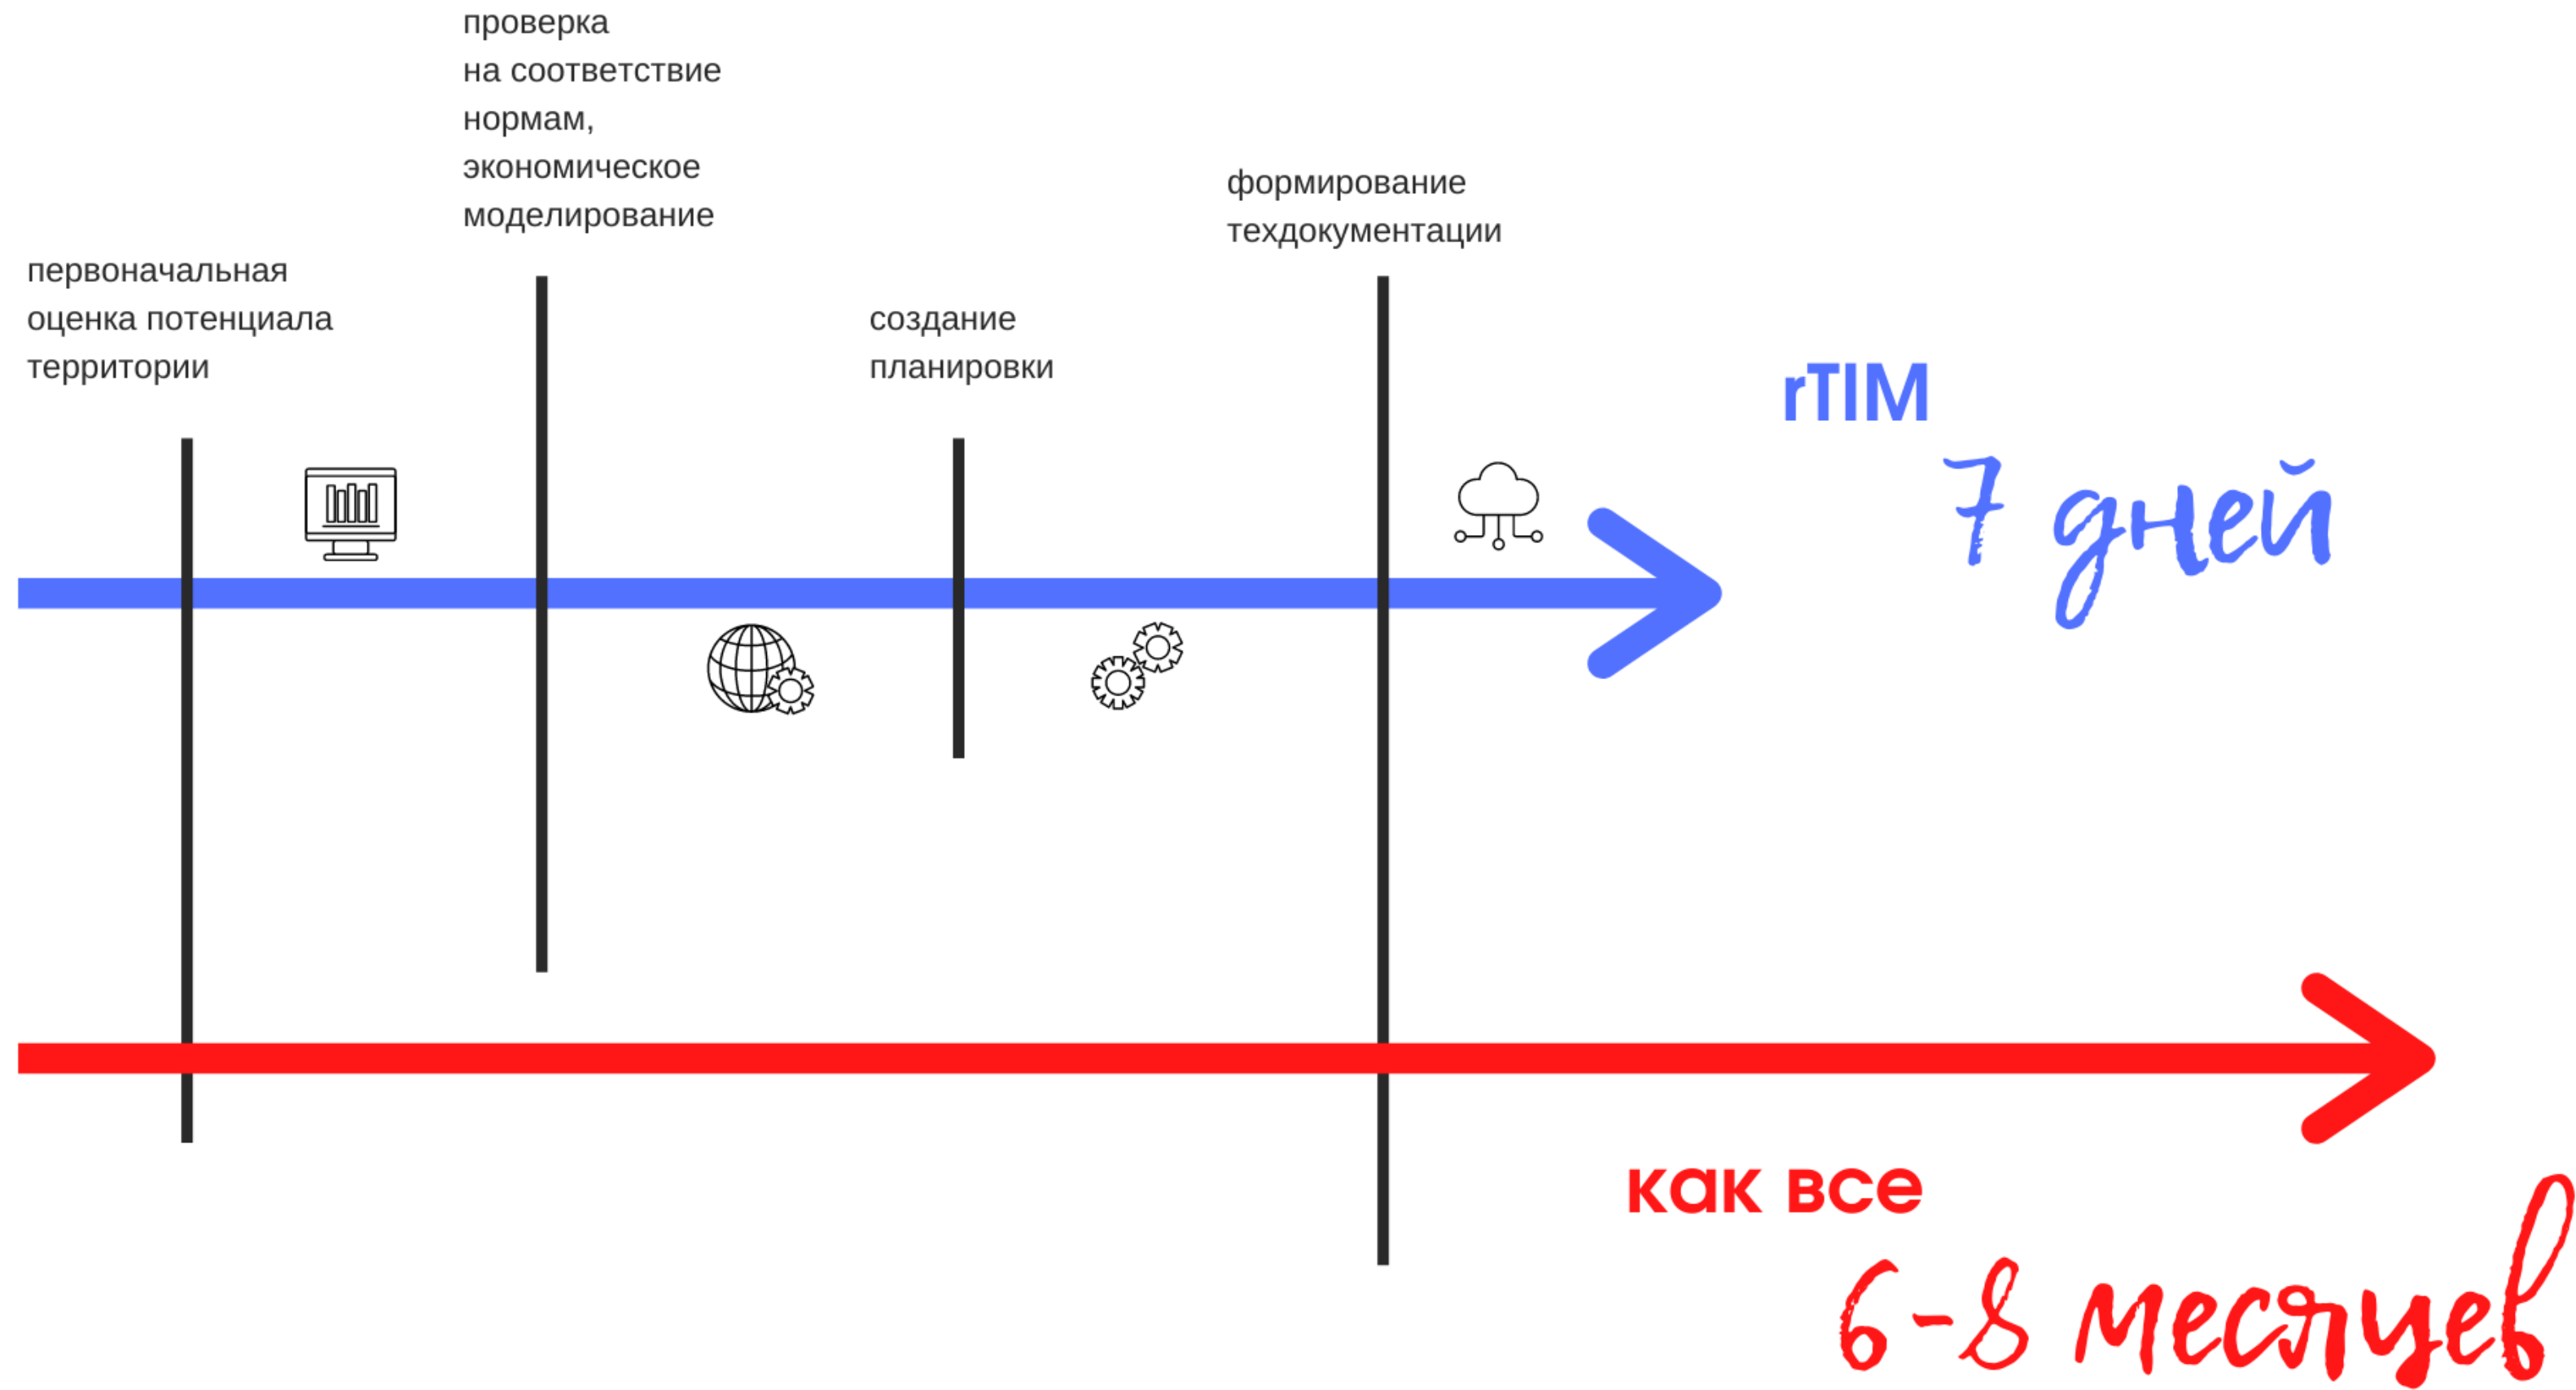 первоначальная
оценка потенциала
территории
проверка
на соответствие
нормам,
экономическое
моделирование
создание
планировки
формирование
техдокументации
rTIM
7 дней
как все
6-8 месяцев